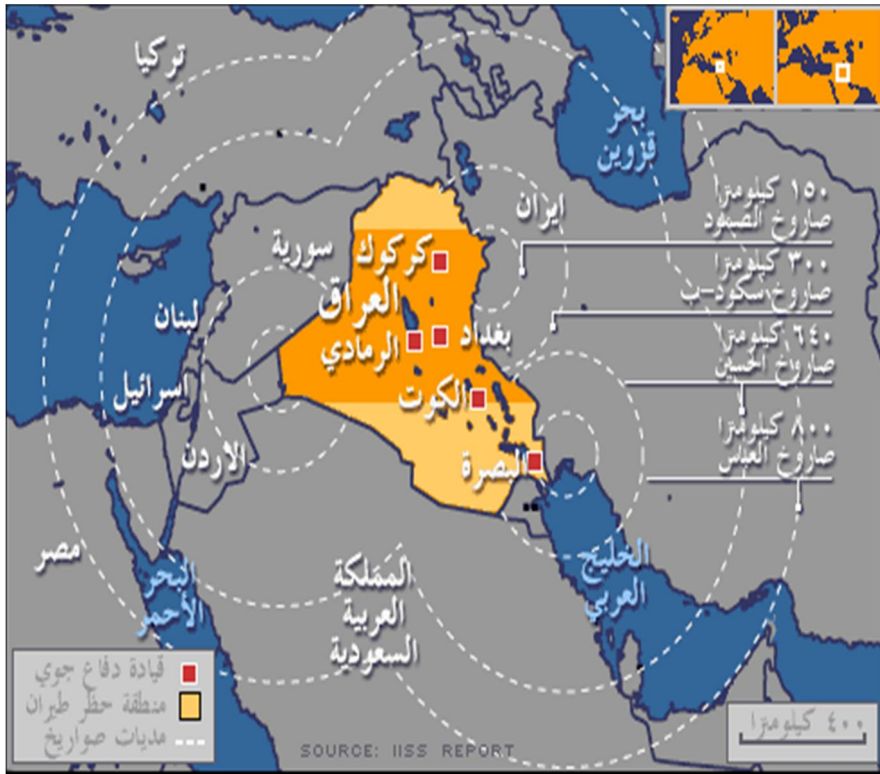 تركيا
بحر
قزوين
ايران
١٥٠ كيلومترا
صاروخ الصمود
٣٠٠ كيلومترا
صاروخ سكود-ب
٦٤٠ كيلومترا
صاروخ الحسين
٨٠٠ كيلومترا
صاروخ العباس
سورية
كركوك
العراق
لبنان
بغداد
الرمادي
اسرائيل
الكوت
الاردن
البصرة
مصر
البحر
الأحمر
المملكة
العربية
السعودية
الخليج
العربي
قيادة دفاع جوي
منطقة حظر طيران
مديات صواريخ
٤٠٠ كيلومترا
SOURCE: IISS REPORT